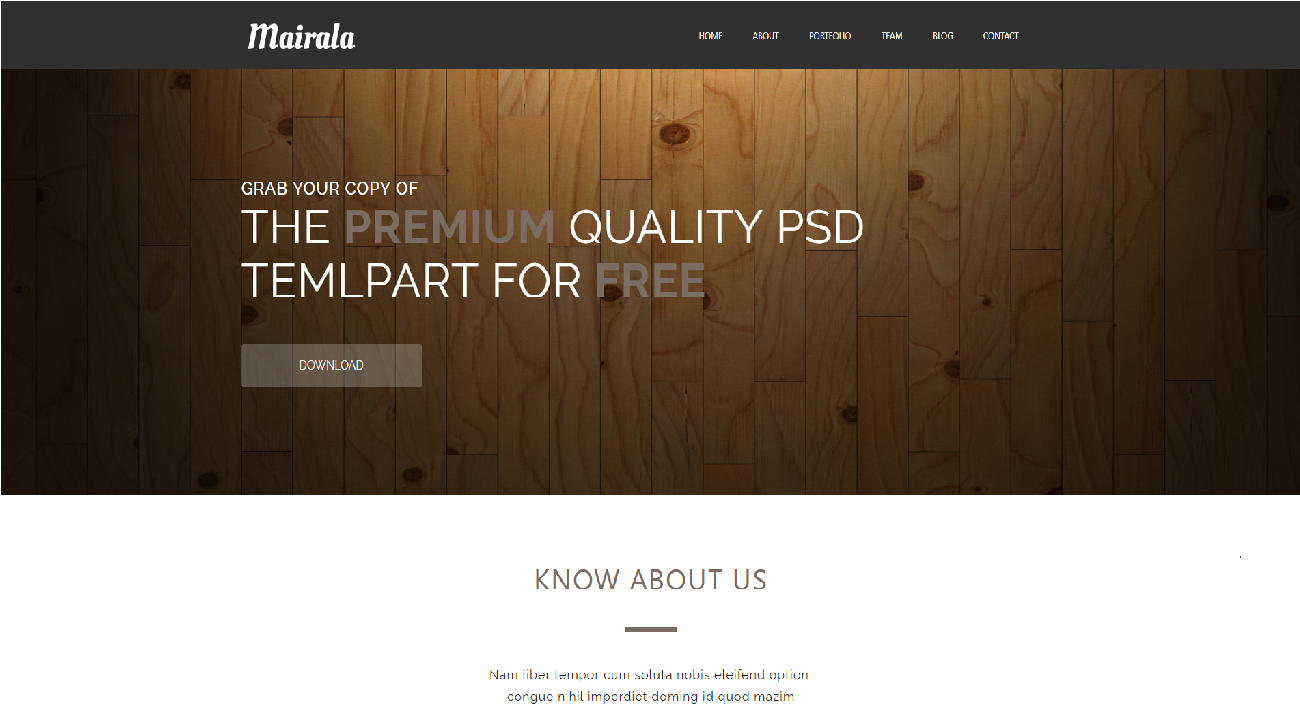 Mairala
HOME ABOUT PORTFOLIO TEAM BLOG CONTACT
GRAB YOUR COPY OF
THE PREMIUM QUALITY PSD
TEMLPART FOR FREE
DOWNLOAD
KNOW ABOUT US
Nam liber tempor cum soluta nobis eleifend option
congue nihil imperdiet doming id quod mazim